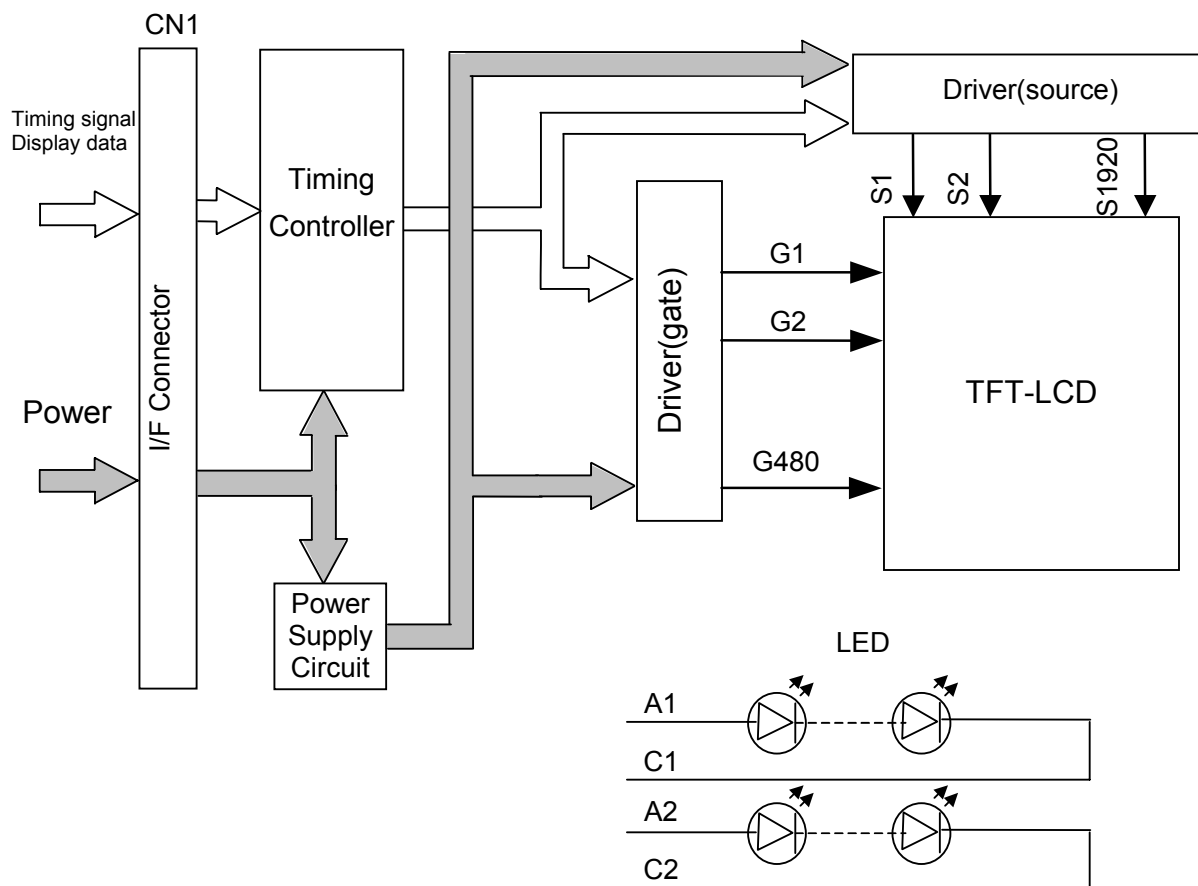 CN1
Timing signal
Display data
Power
I/F Connector
Timing
Controller
Power
Supply
Circuit
Driver(source)
S1
S2
S1920
Driver(gate)
G1
G2
G480
TFT-LCD
LED
A1
C1
A2
C2